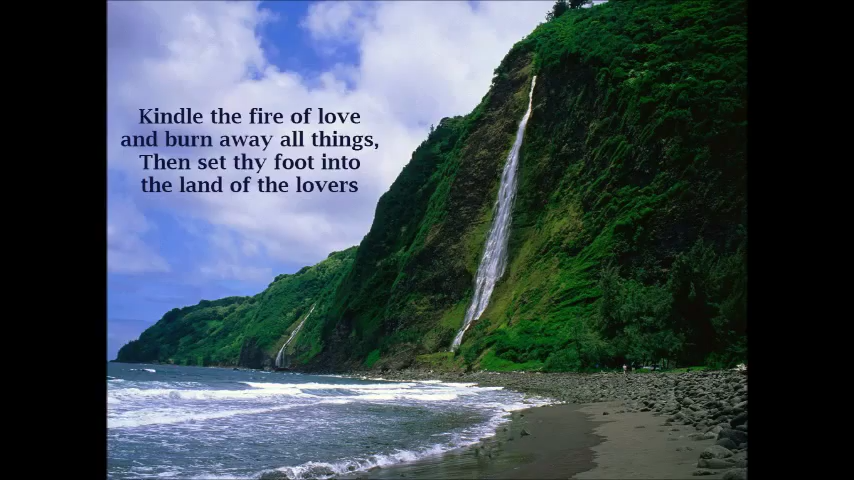 Kindle the fire of love
and burn away all things,
Then set thy foot into
the land of the lovers